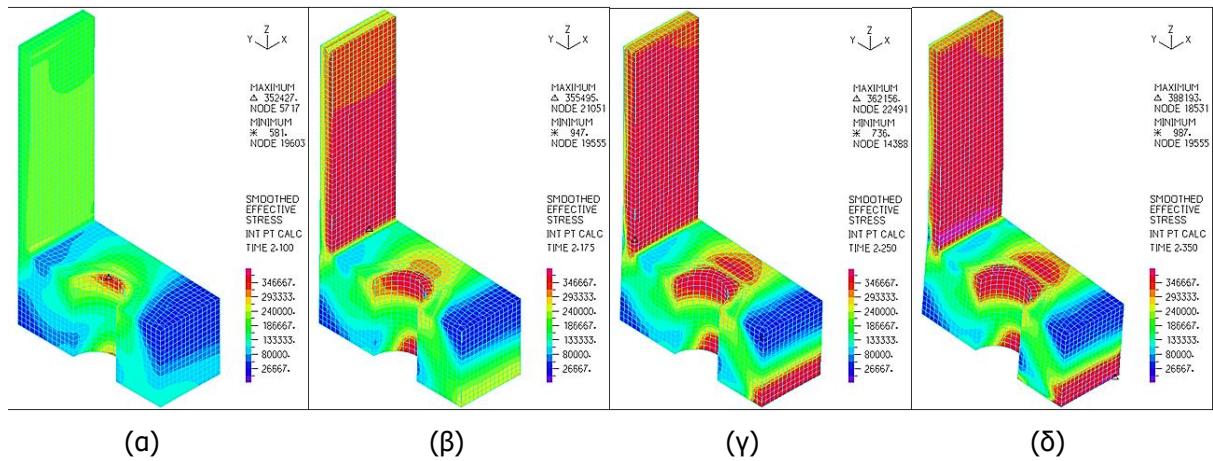 Z
Y X
MAXIMUM
△ 352427.
NODE 5717
MINIMUM
✳ 581.
NODE 19603
SMOOTHED
EFFECTIVE
STRESS
INT PT CALC
TIME 2.100
346667.
293333.
240000.
186667.
133333.
80000.
26667.
Z
Y X
MAXIMUM
△ 355495.
NODE 21051
MINIMUM
✳ 947.
NODE 19555
SMOOTHED
EFFECTIVE
STRESS
INT PT CALC
TIME 2.175
346667.
293333.
240000.
186667.
133333.
80000.
26667.
Z
Y X
MAXIMUM
△ 362156.
NODE 22491
MINIMUM
✳ 736.
NODE 14388
SMOOTHED
EFFECTIVE
STRESS
INT PT CALC
TIME 2.250
346667.
293333.
240000.
186667.
133333.
80000.
26667.
Z
Y X
MAXIMUM
△ 388193.
NODE 18531
MINIMUM
✳ 987.
NODE 19555
SMOOTHED
EFFECTIVE
STRESS
INT PT CALC
TIME 2.350
346667.
293333.
240000.
186667.
133333.
80000.
26667.
(α) (β) (γ) (δ)